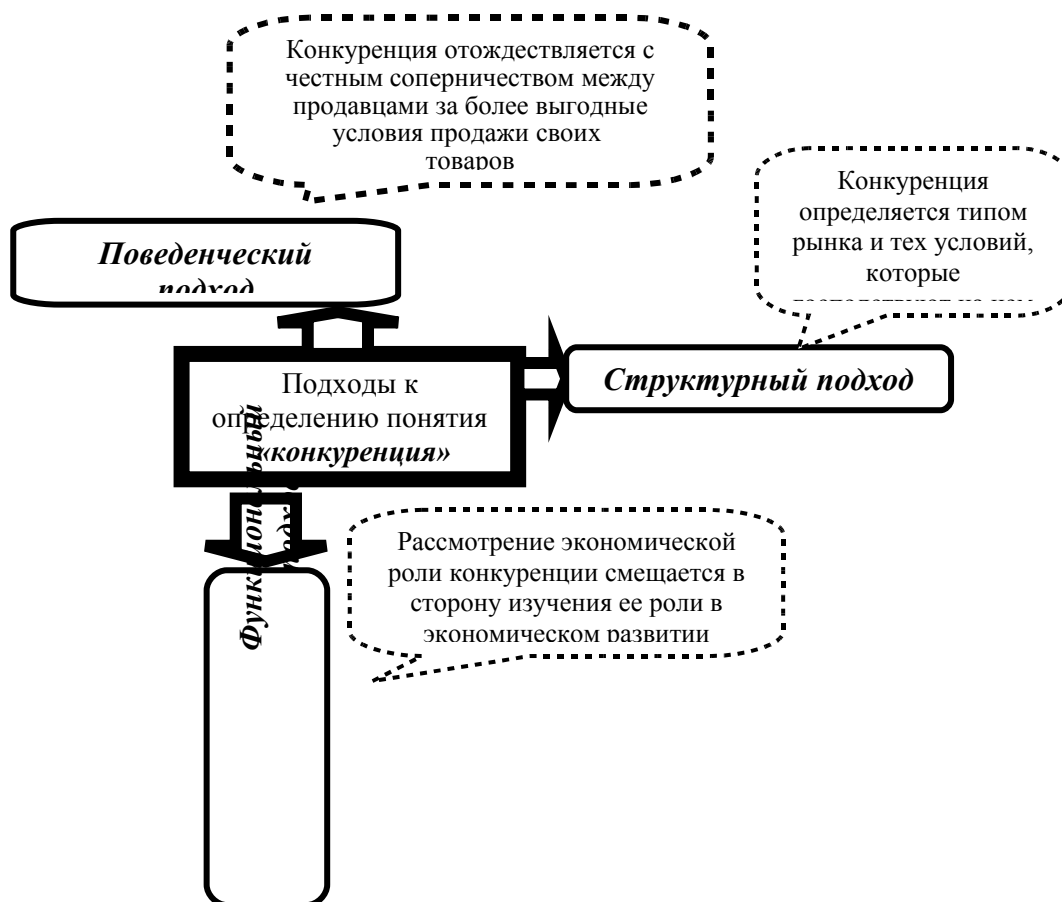 Конкуренция отождествляется с
честным соперничеством между
продавцами за более выгодные
условия продажи своих
товаров
Конкуренция
определяется типом
рынка и тех условий,
которые
Поведенческий
подход
Структурный подход
Подходы к
определению понятия
«конкуренция»
Функциональный
Рассмотрение экономической
роли конкуренции смещается в
сторону изучения ее роли в
экономическом развитии